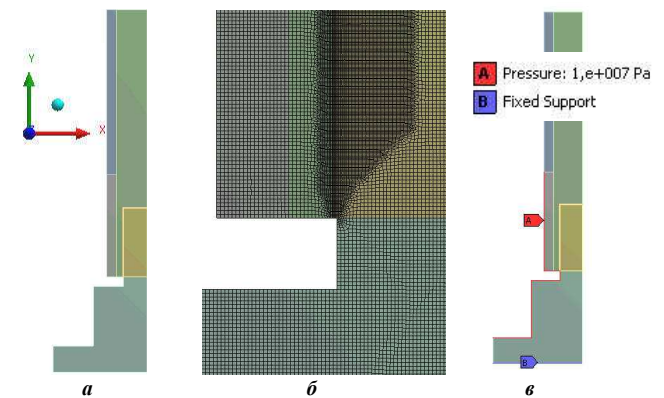 Y
X
A Pressure: 1,e+007 Pa
B Fixed Support
A
B
а б в